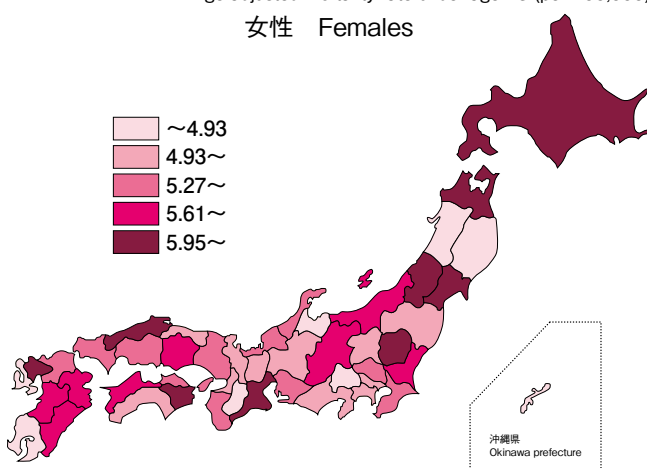 女性 Females
～4.93
4.93～
5.27～
5.61～
5.95～
沖縄県
Okinawa prefecture